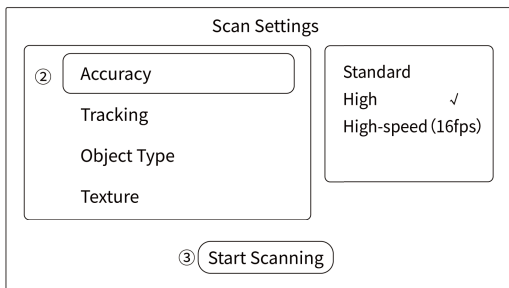 Scan Settings
② Accuracy
Tracking
Object Type
Texture
Standard
High √
High-speed (16fps)
③ Start Scanning